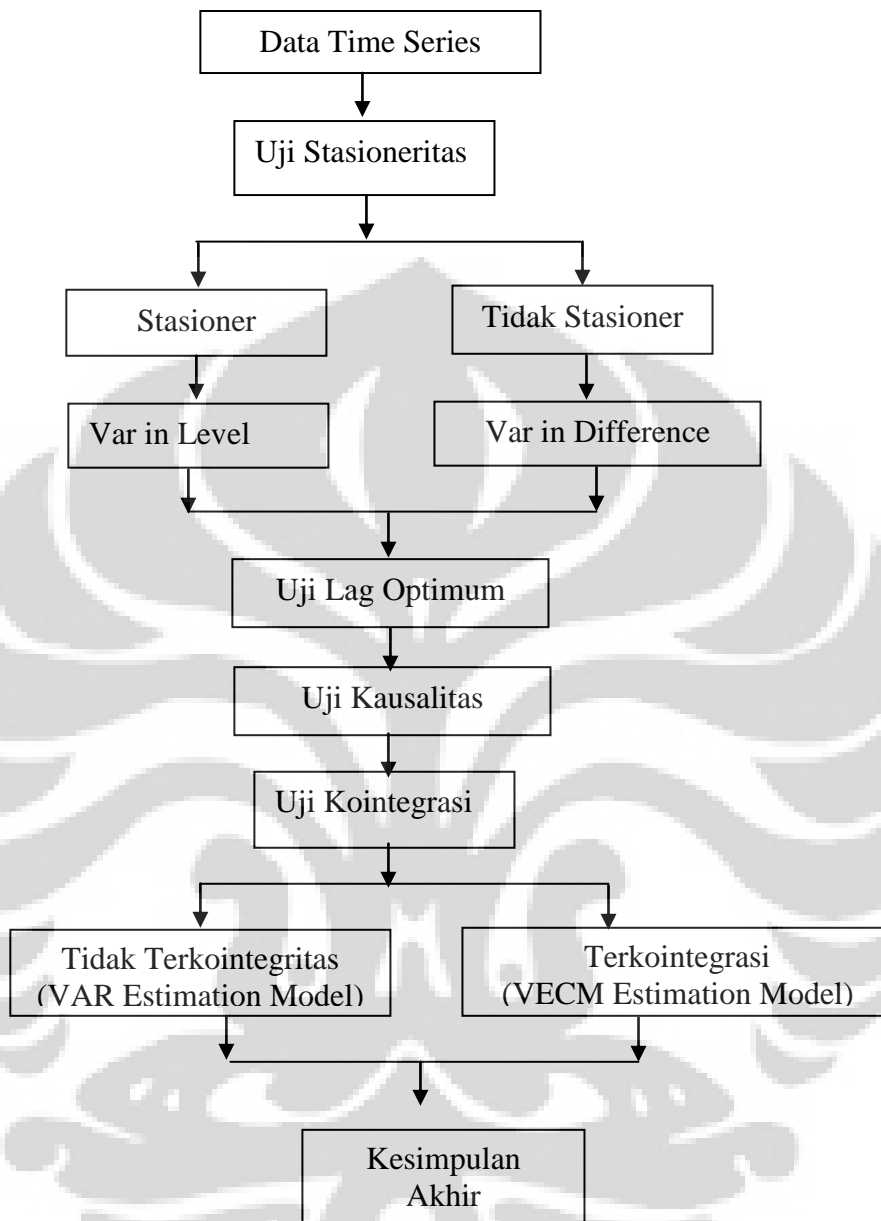 Data Time Series
Uji Stasioneritas
Stasioner
Tidak Stasioner
Var in Level
Var in Difference
Uji Lag Optimum
Uji Kausalitas
Uji Kointegrasi
Tidak Terkointegritas
(VAR Estimation Model)
Terkointegrasi
(VECM Estimation Model)
Kesimpulan
Akhir